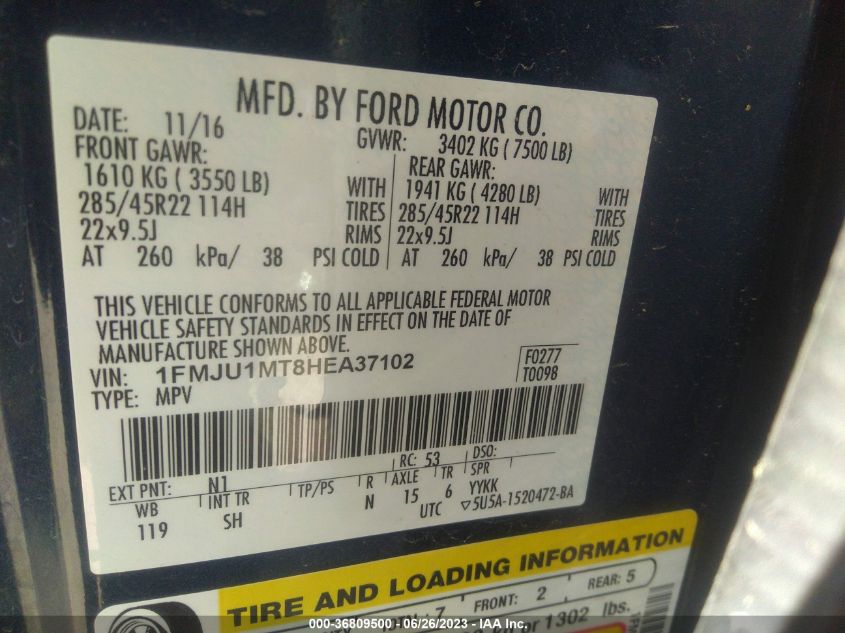 MFD. BY FORD MOTOR CO.
DATE: 11/16 GVWR: 3402 KG ( 7500 LB)
FRONT GAWR: REAR GAWR:
1610 KG ( 3550 LB) WITH 1941 KG ( 4280 LB) WITH
285/45R22 114H TIRES 285/45R22 114H TIRES
22x9.5J RIMS 22x9.5J RIMS
AT 260 kPa/ 38 PSI COLD AT 260 kPa/ 38 PSI COLD
THIS VEHICLE CONFORMS TO ALL APPLICABLE FEDERAL MOTOR
VEHICLE SAFETY STANDARDS IN EFFECT ON THE DATE OF
MANUFACTURE SHOWN ABOVE.
VIN: 1FMJU1MT8HEA37102 F0277
TYPE: MPV T0098
EXT PNT: N1 RC: 53 DSO:
WB INT TR TP/PS R AXLE TR SPR
119 SH N 15 6 YYKK
UTC ▽5U5A-1520472-BA
TIRE AND LOADING INFORMATION
7 FRONT: 2 REAR: 5
or 1302 lbs.
000-36809500 - 06/26/2023 - IAA Inc.